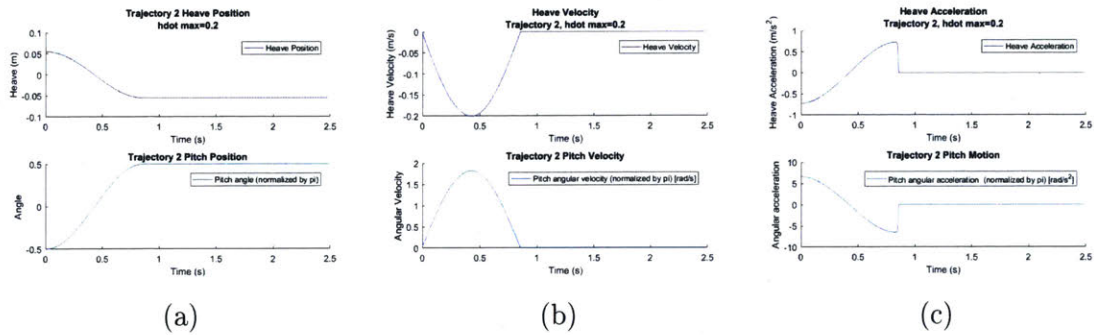 Trajectory 2 Heave Position
hdot max=0.2
Heave Position
Heave (m)
0.1
0.05
0
-0.05
-0.1
0 0.5 1 1.5 2 2.5
Time (s)
Trajectory 2 Pitch Position
Pitch angle (normalized by pi)
Angle
0.5
0
-0.5
0 0.5 1 1.5 2 2.5
Time (s)
(a)
Heave Velocity
Trajectory 2, hdot max=0.2
Heave Velocity
Heave Velocity (m/s)
0
-0.05
-0.1
-0.15
-0.2
0 0.5 1 1.5 2 2.5
Time (s)
Trajectory 2 Pitch Velocity
Pitch angular velocity (normalized by pi) [rad/s]
Angular Velocity
2
1.5
1
0.5
0
0 0.5 1 1.5 2 2.5
Time (s)
(b)
Heave Acceleration
Trajectory 2, hdot max=0.2
Heave Acceleration
Heave Acceleration (m/s²)
1
0.5
0
-0.5
-1
0 0.5 1 1.5 2 2.5
Time (s)
Trajectory 2 Pitch Motion
Pitch angular acceleration (normalized by pi) [rad/s²]
Angular acceleration
10
5
0
-5
-10
0 0.5 1 1.5 2 2.5
Time (s)
(c)